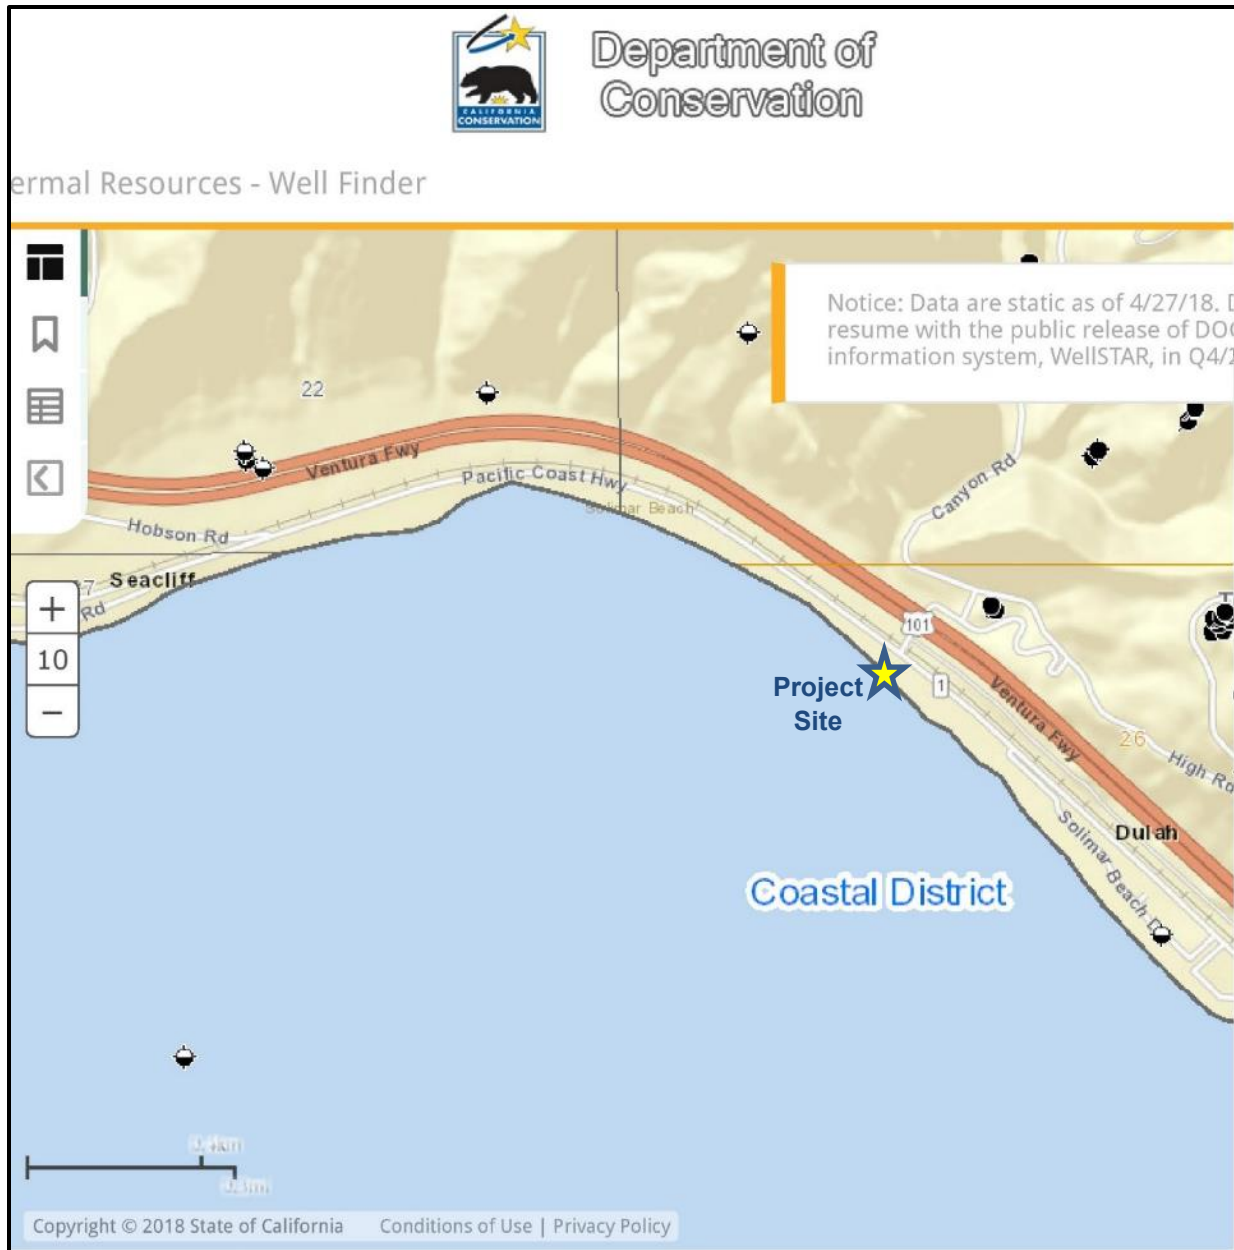 Department of
Conservation
CALIFORNIA
CONSERVATION
ermal Resources - Well Finder
Notice: Data are static as of 4/27/18. D
resume with the public release of DOG
information system, WellSTAR, in Q4/2
22
Ventura Fwy
Pacific Coast Hwy
Solimar Beach
Canyon Rd
Hobson Rd
Seacliff
Rd
+
10
−
101
1
Project
Site
Ventura Fwy
26
High Rd
Dulah
Solimar Beach D
Coastal District
Copyright © 2018 State of California Conditions of Use | Privacy Policy